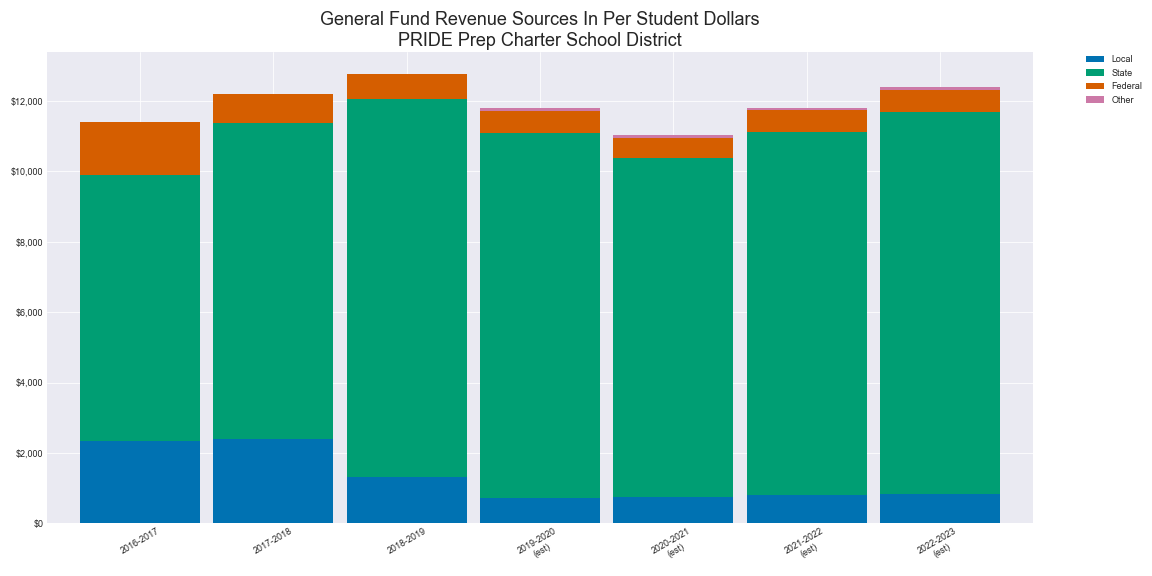 General Fund Revenue Sources In Per Student Dollars
PRIDE Prep Charter School District
Local
State
Federal
Other
$12,000
$10,000
$8,000
$6,000
$4,000
$2,000
$0
2016-2017
2017-2018
2018-2019
2019-2020
(est)
2020-2021
(est)
2021-2022
(est)
2022-2023
(est)